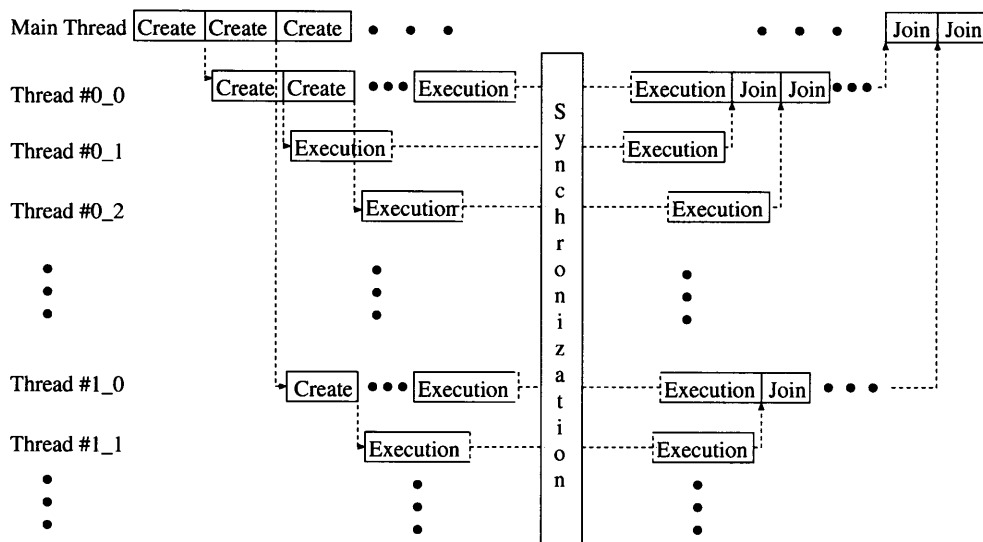 Main Thread Create Create Create Join Join
Thread #0_0 Create Create Execution Execution Join Join
Thread #0_1 Execution Execution
Thread #0_2 Execution Execution
Thread #1_0 Create Execution Execution Join
Thread #1_1 Execution Execution
Synchronization